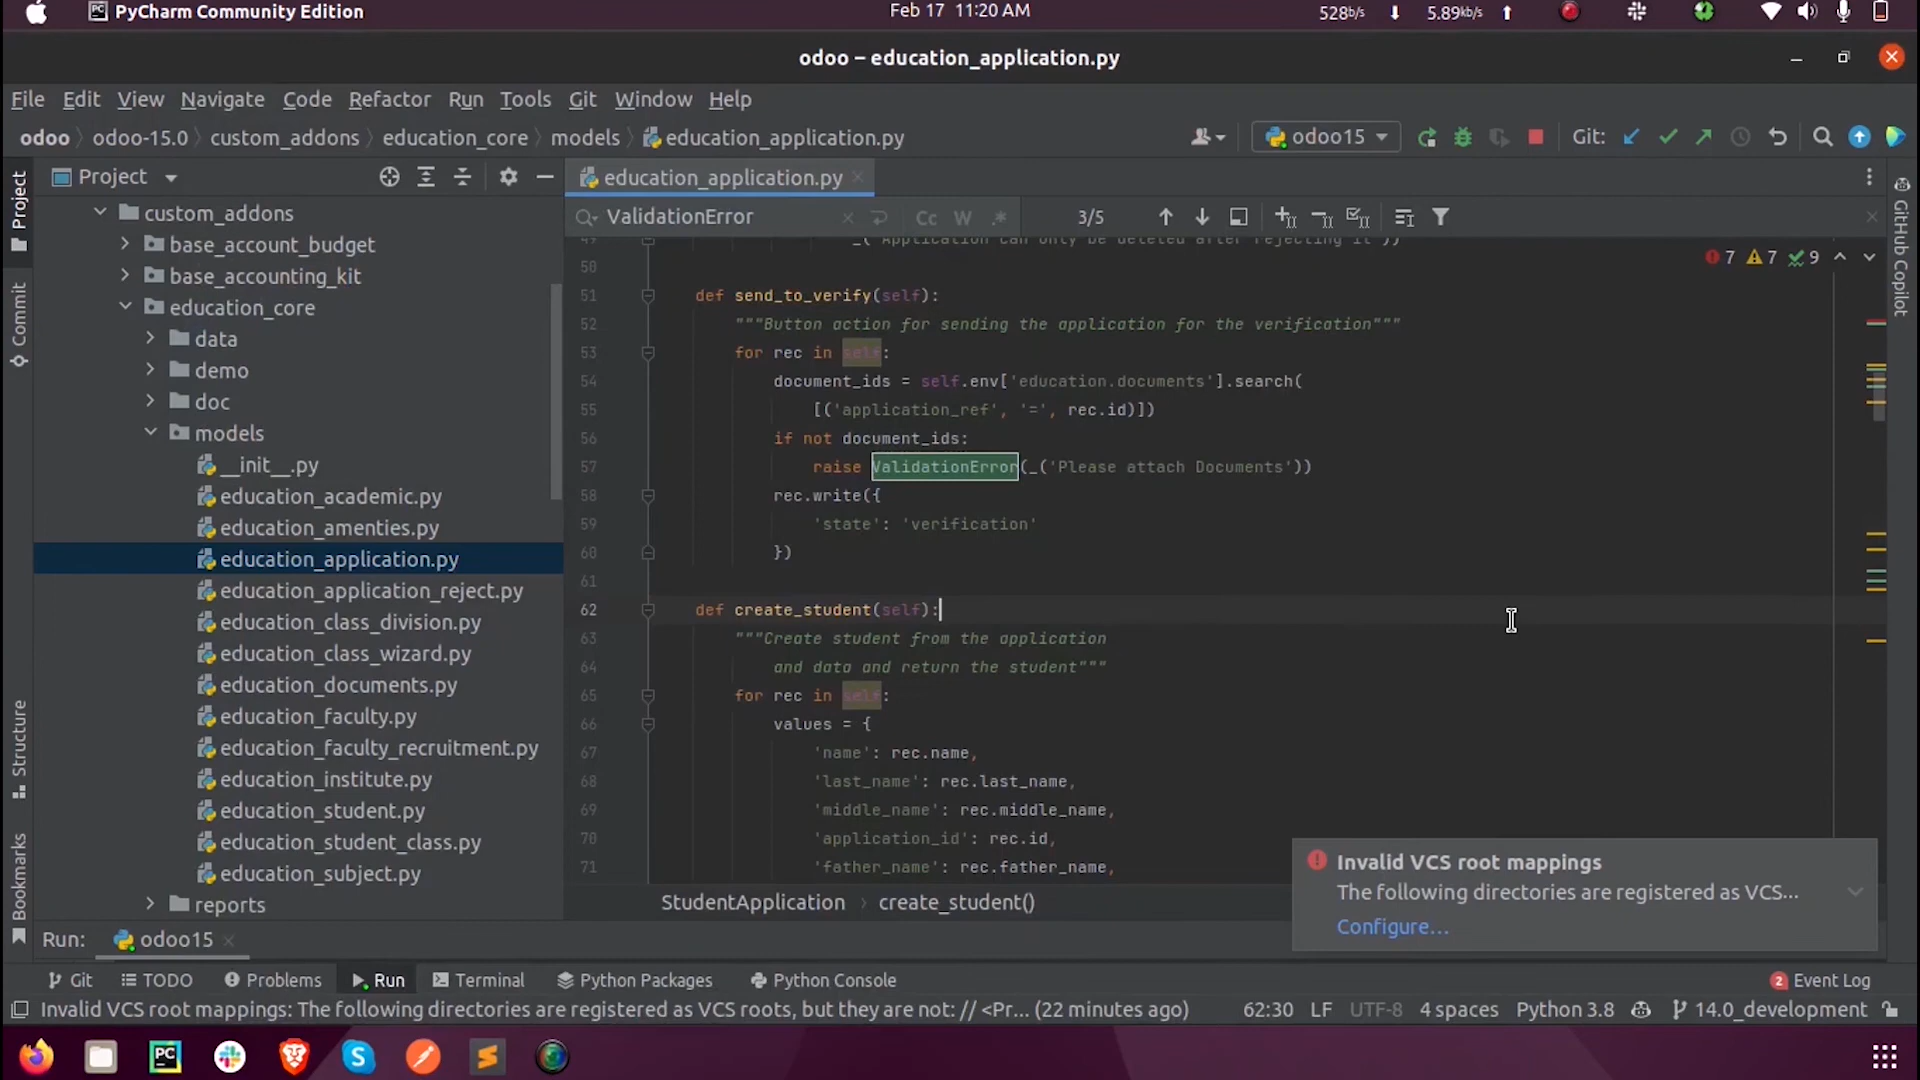 PyCharm Community Edition
Feb 17 11:20 AM
528b/s ↓ 5.89kb/s ↑
odoo – education_application.py
File Edit View Navigate Code Refactor Run Tools Git Window Help
odoo › odoo-15.0 › custom_addons › education_core › models › education_application.py
odoo15
Git:
Project
education_application.py
ValidationError
Cc W .*
3/5
7 7 9
Project
Commit
Structure
Bookmarks
GitHub Copilot
custom_addons
base_account_budget
base_accounting_kit
education_core
data
demo
doc
models
__init__.py
education_academic.py
education_amenties.py
education_application.py
education_application_reject.py
education_class_division.py
education_class_wizard.py
education_documents.py
education_faculty.py
education_faculty_recruitment.py
education_institute.py
education_student.py
education_student_class.py
education_subject.py
reports
49 _('Application can only be deleted after rejecting it'))
50
51 def send_to_verify(self):
52 """Button action for sending the application for the verification"""
53 for rec in self:
54 document_ids = self.env['education.documents'].search(
55 [('application_ref', '=', rec.id)])
56 if not document_ids:
57 raise ValidationError(_('Please attach Documents'))
58 rec.write({
59 'state': 'verification'
60 })
61
62 def create_student(self):
63 """Create student from the application
64 and data and return the student"""
65 for rec in self:
66 values = {
67 'name': rec.name,
68 'last_name': rec.last_name,
69 'middle_name': rec.middle_name,
70 'application_id': rec.id,
71 'father_name': rec.father_name,
StudentApplication › create_student()
Invalid VCS root mappings
The following directories are registered as VCS...
Configure...
Run: odoo15
Git TODO Problems Run Terminal Python Packages Python Console
2 Event Log
Invalid VCS root mappings: The following directories are registered as VCS roots, but they are not: // <Pr... (22 minutes ago)
62:30 LF UTF-8 4 spaces Python 3.8 14.0_development